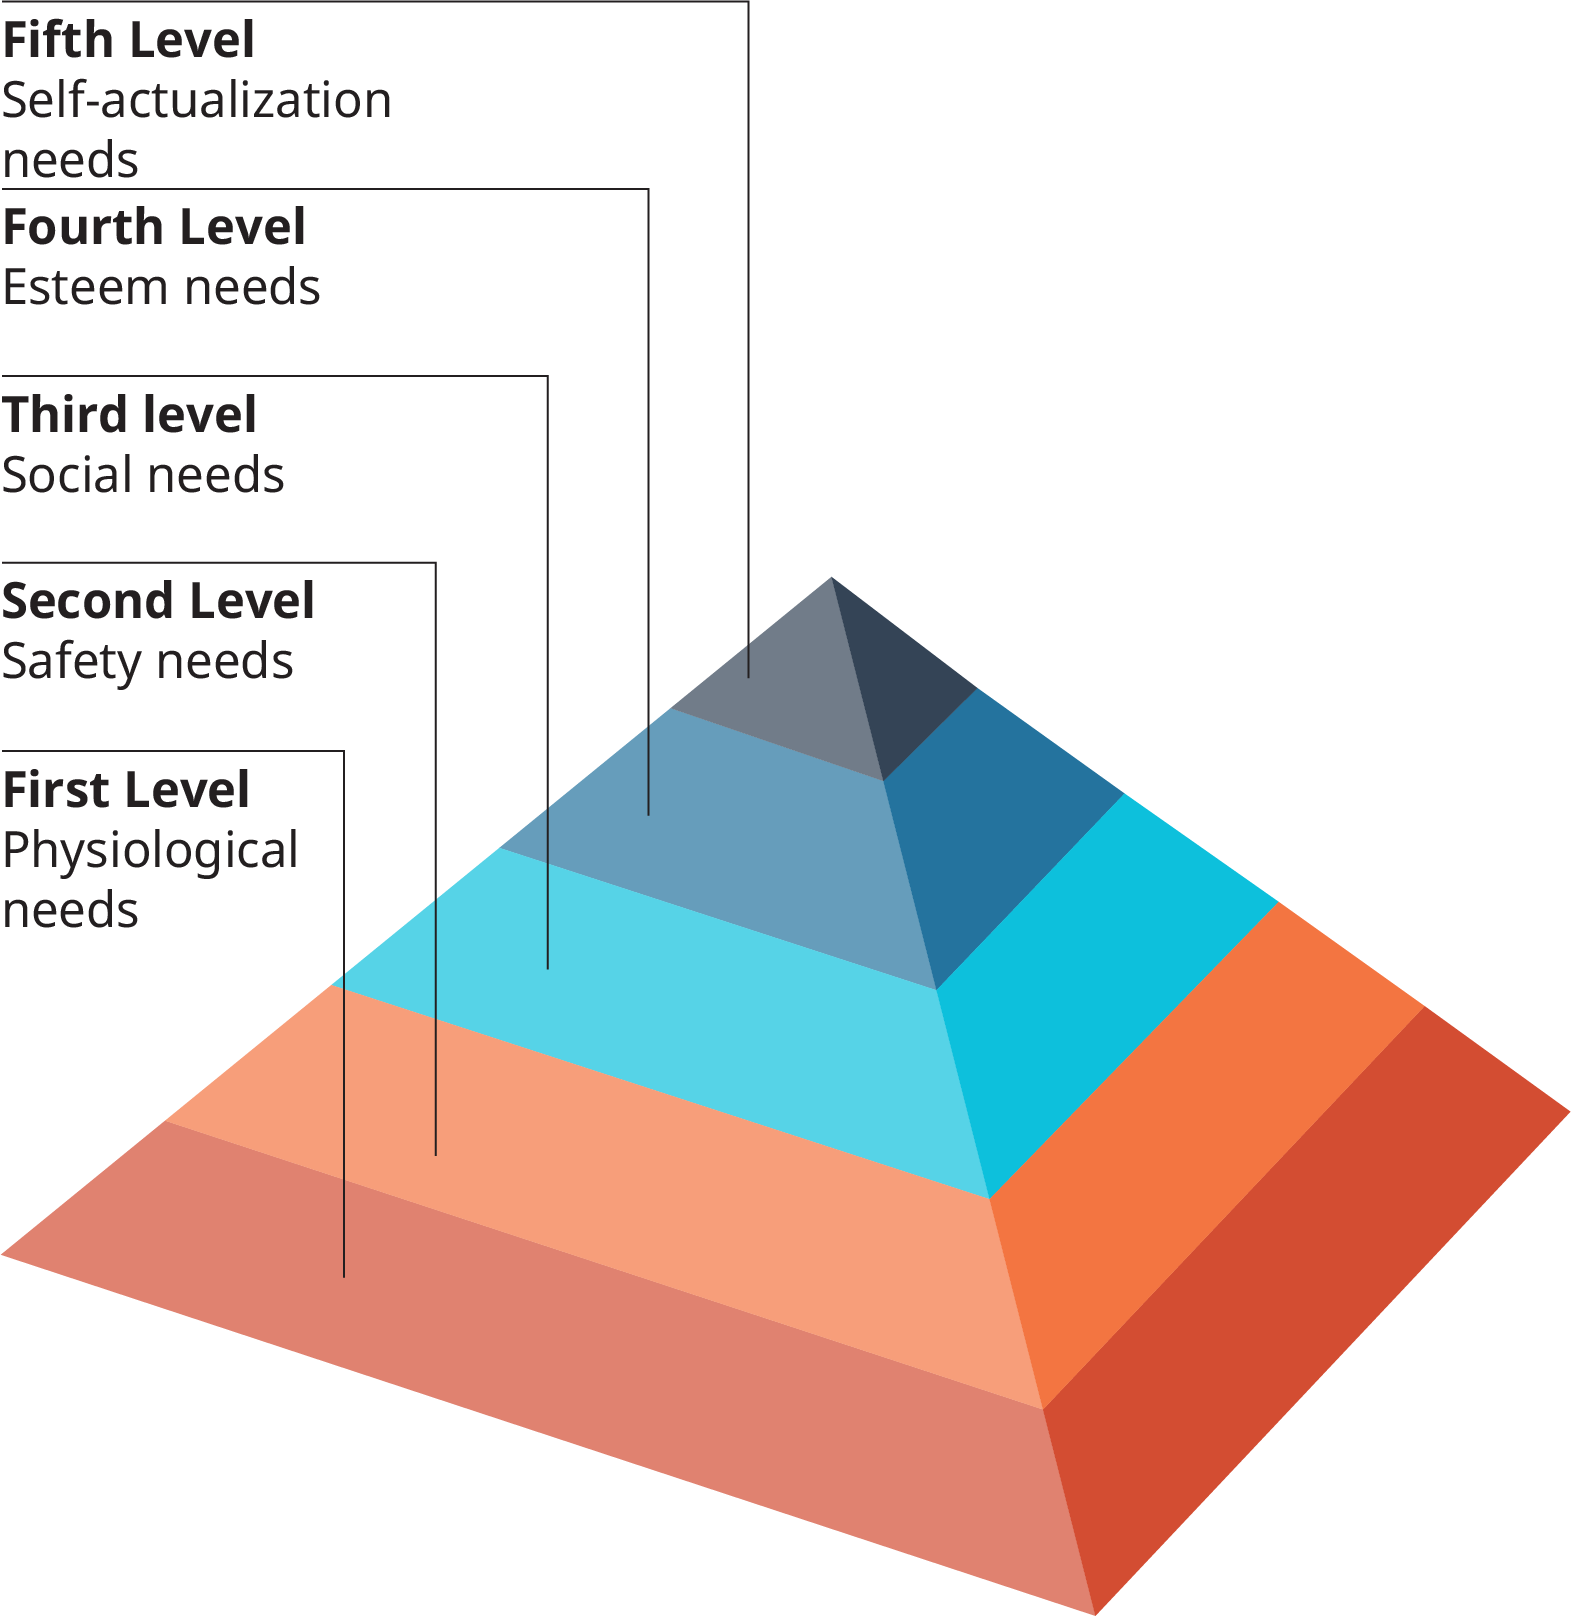 Fifth Level
Self-actualization
needs
Fourth Level
Esteem needs
Third level
Social needs
Second Level
Safety needs
First Level
Physiological
needs